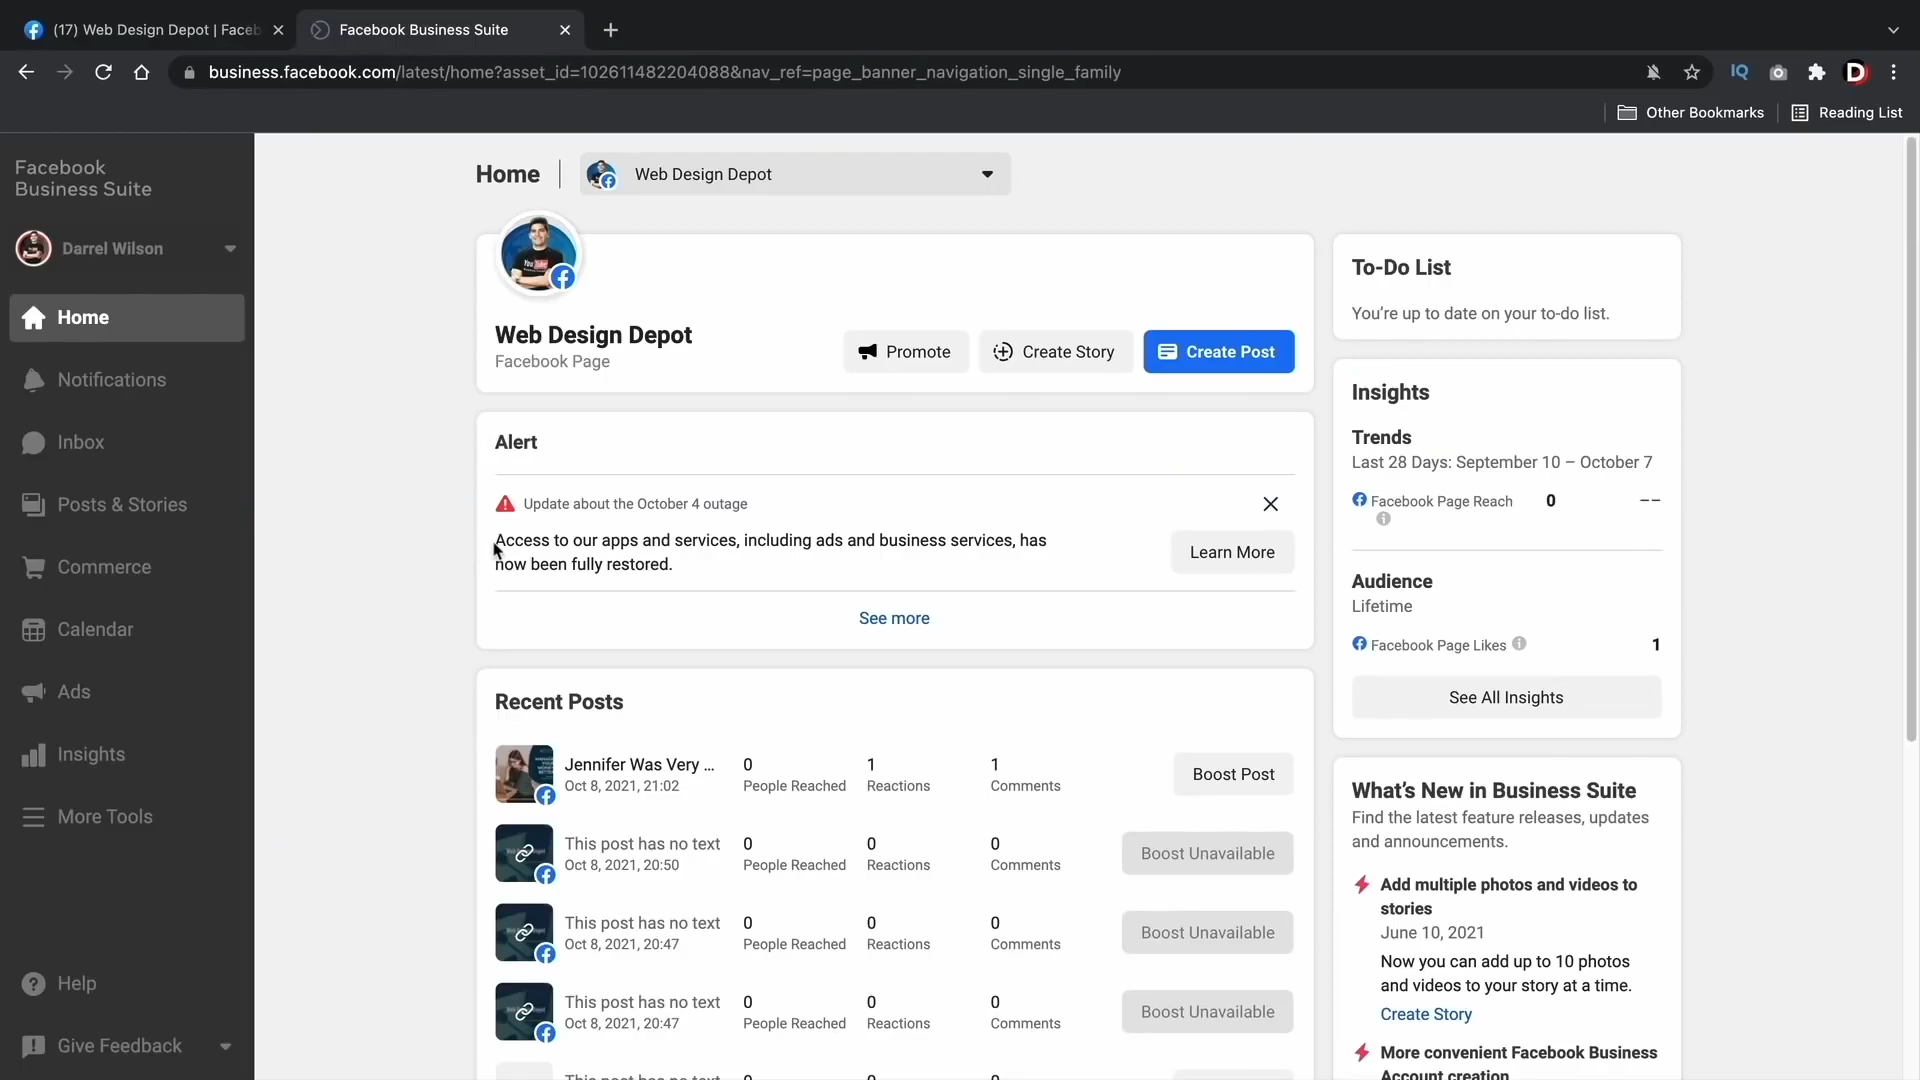 (17) Web Design Depot | Faceb
Facebook Business Suite
business.facebook.com/latest/home?asset_id=102611482204088&nav_ref=page_banner_navigation_single_family
IQ
D
Other Bookmarks
Reading List
Facebook
Business Suite
Darrel Wilson
Home
Notifications
Inbox
Posts & Stories
Commerce
Calendar
Ads
Insights
More Tools
Help
Give Feedback
Home
Web Design Depot
Web Design Depot
Facebook Page
Promote
Create Story
Create Post
Alert
Update about the October 4 outage
Access to our apps and services, including ads and business services, has
now been fully restored.
Learn More
See more
Recent Posts
Jennifer Was Very ... 0 1 1
Oct 8, 2021, 21:02 People Reached Reactions Comments
Boost Post
This post has no text 0 0 0
Oct 8, 2021, 20:50 People Reached Reactions Comments
Boost Unavailable
This post has no text 0 0 0
Oct 8, 2021, 20:47 People Reached Reactions Comments
Boost Unavailable
This post has no text 0 0 0
Oct 8, 2021, 20:47 People Reached Reactions Comments
Boost Unavailable
This post has no text 0 0 0
To-Do List
You're up to date on your to-do list.
Insights
Trends
Last 28 Days: September 10 – October 7
Facebook Page Reach 0 --
Audience
Lifetime
Facebook Page Likes 1
See All Insights
What's New in Business Suite
Find the latest feature releases, updates
and announcements.
Add multiple photos and videos to
stories
June 10, 2021
Now you can add up to 10 photos
and videos to your story at a time.
Create Story
More convenient Facebook Business
Account creation